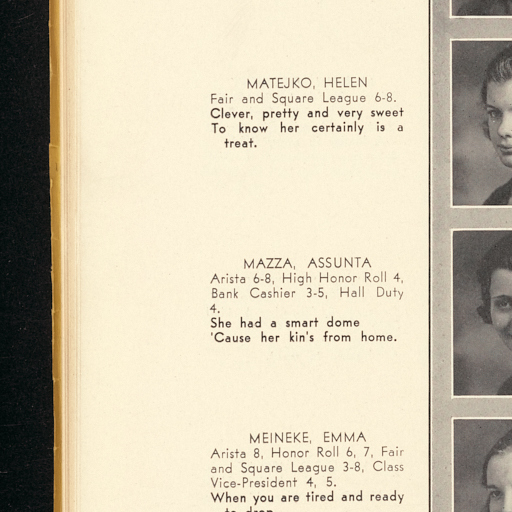 MATEJKO, HELEN
Fair and Square League 6-8.
Clever, pretty and very sweet
To know her certainly is a
treat.
MAZZA, ASSUNTA
Arista 6-8, High Honor Roll 4,
Bank Cashier 3-5, Hall Duty
4.
She had a smart dome
'Cause her kin's from home.
MEINEKE, EMMA
Arista 8, Honor Roll 6, 7, Fair
and Square League 3-8, Class
Vice-President 4, 5.
When you are tired and ready
to drop